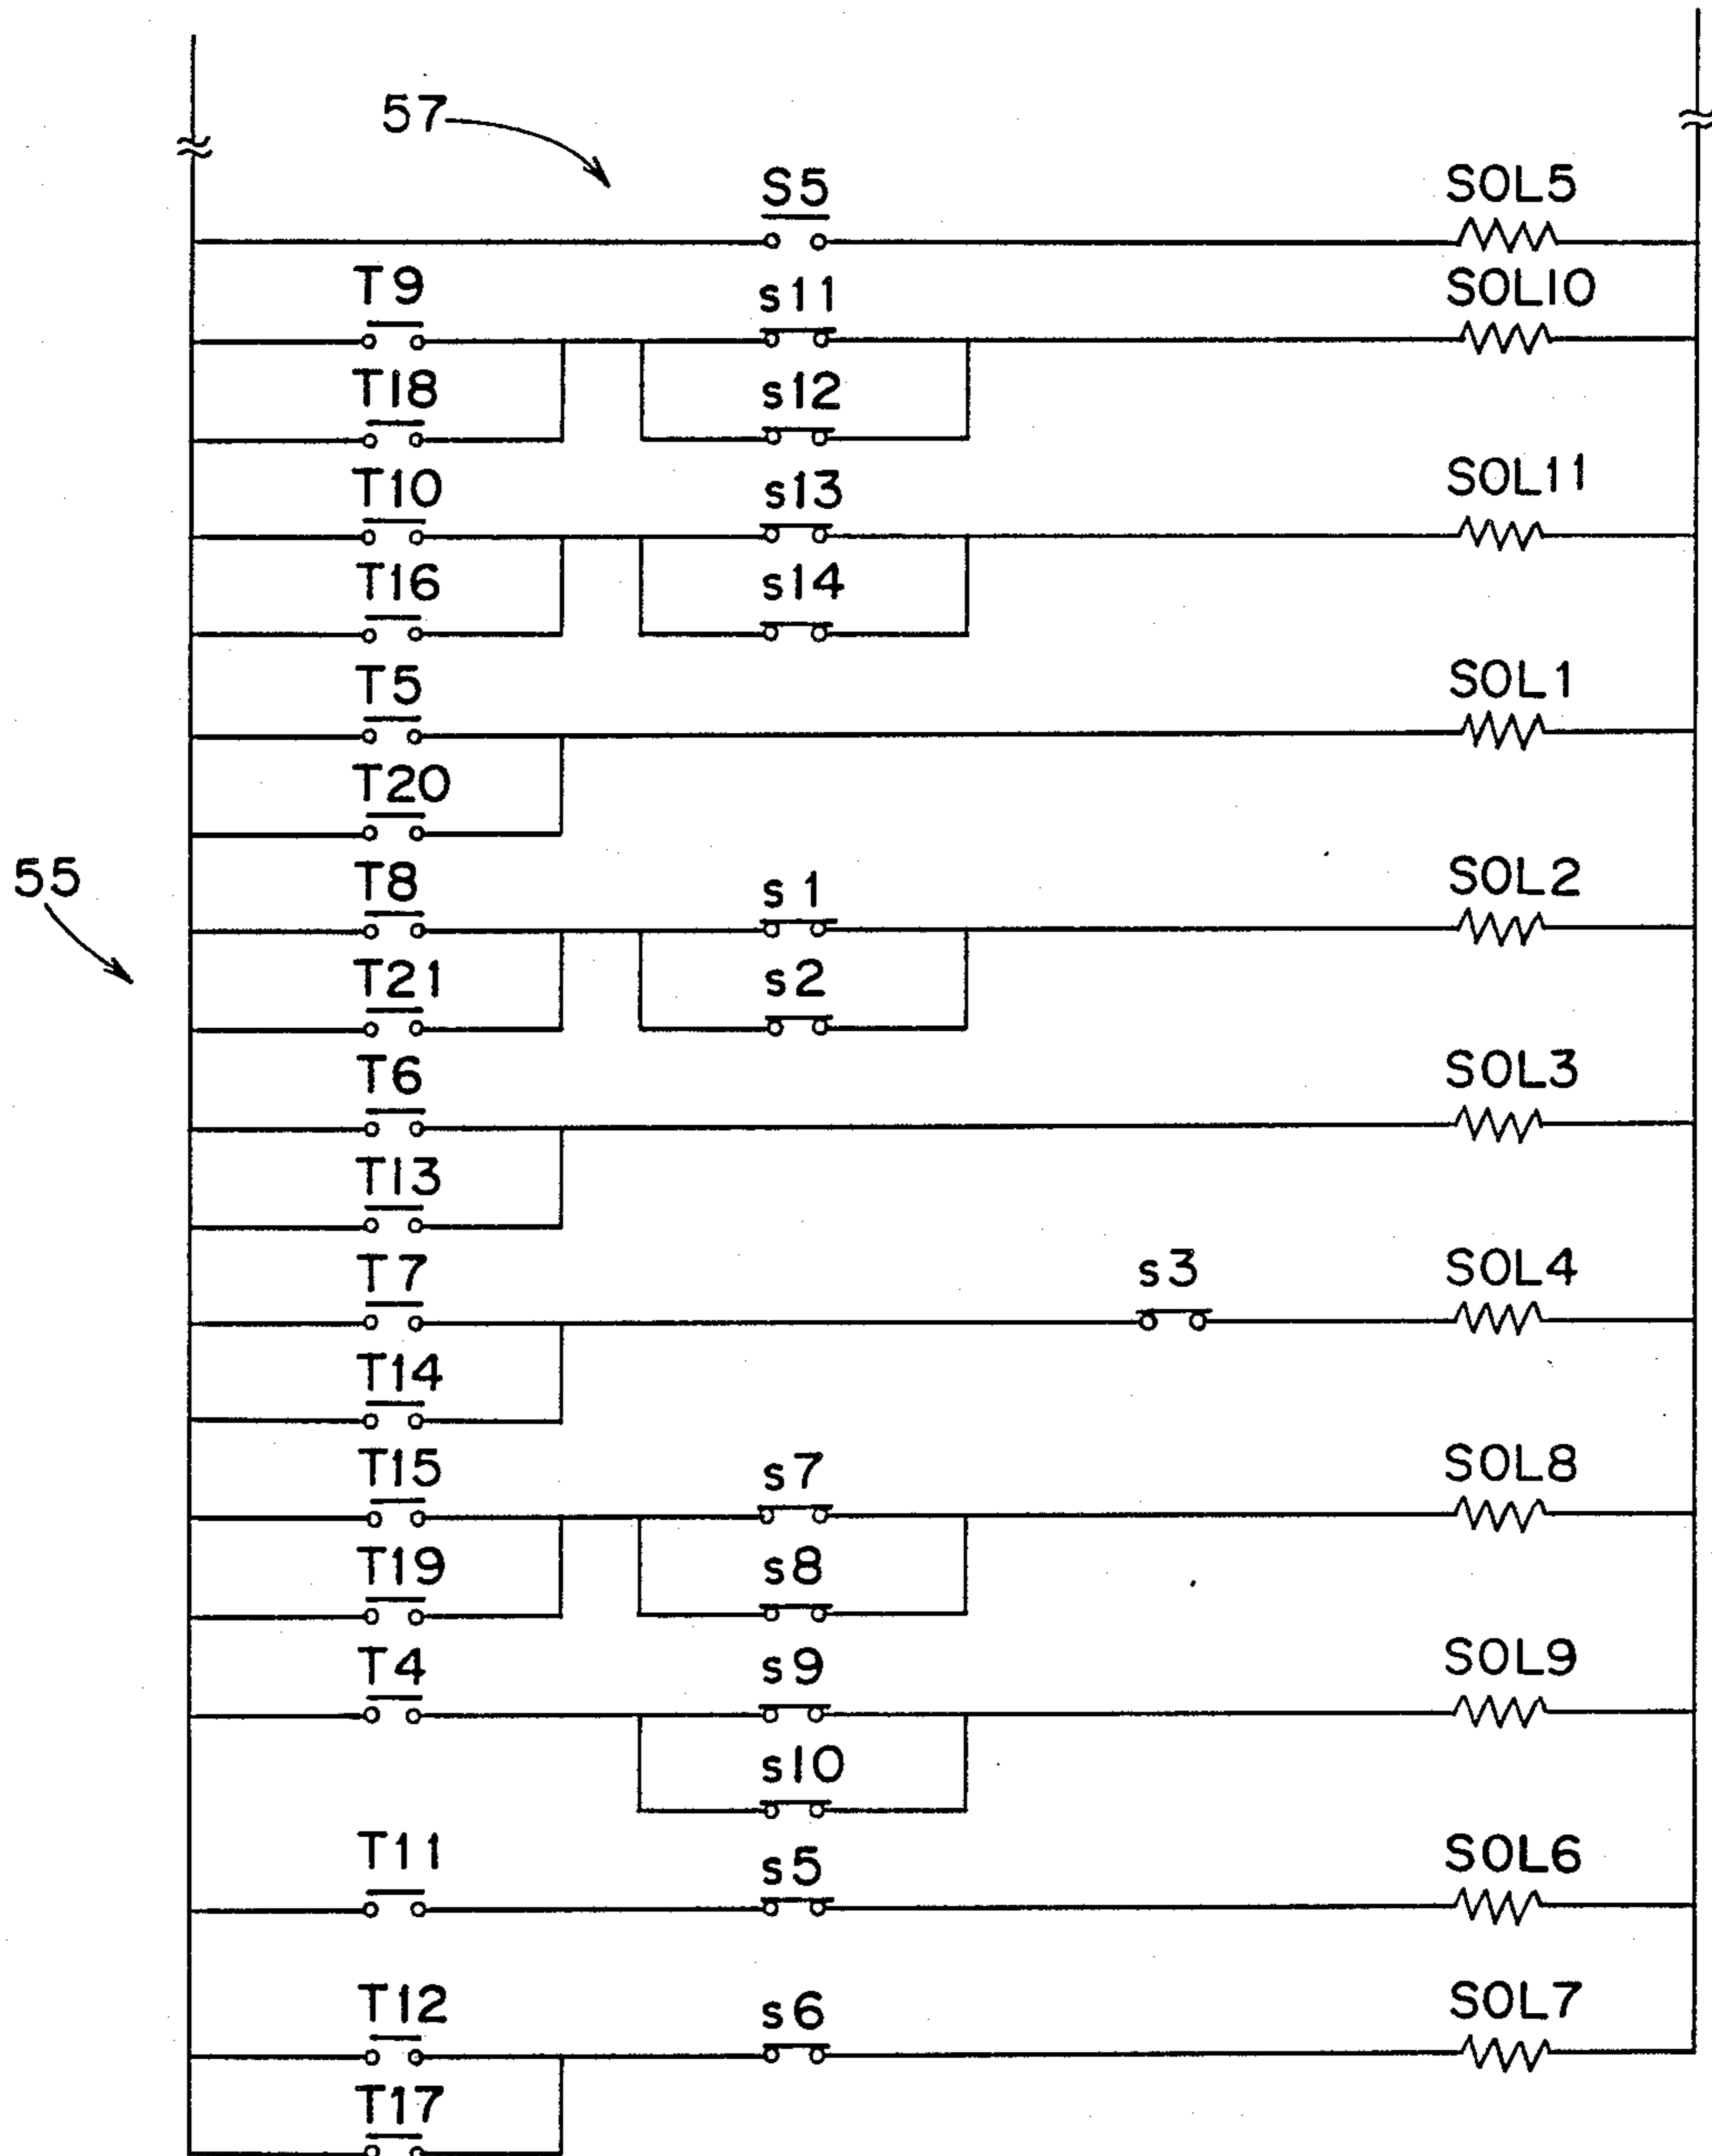 57
S5 SOL5
T9 s11 SOL10
T18 s12
T10 s13 SOL11
T16 s14
T5 SOL1
T20
55
T8 s1 SOL2
T21 s2
T6 SOL3
T13
T7 s3 SOL4
T14
T15 s7 SOL8
T19 s8
T4 s9 SOL9
s10
T11 s5 SOL6
T12 s6 SOL7
T17